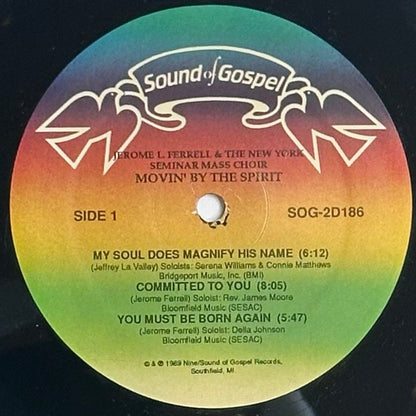 Sound of Gospel
JEROME L. FERRELL & THE NEW YORK
SEMINAR MASS CHOIR
MOVIN' BY THE SPIRIT
SIDE 1
SOG-2D186
MY SOUL DOES MAGNIFY HIS NAME (6:12)
(Jeffrey La Valley) Soloists: Serena Williams & Connie Matthews
Bridgeport Music, Inc. (BMI)
COMMITTED TO YOU (8:05)
(Jerome Ferrell) Soloist: Rev. James Moore
Bloomfield Music (SESAC)
YOU MUST BE BORN AGAIN (5:47)
(Jerome Ferrell) Soloist: Delia Johnson
Bloomfield Music (SESAC)
© & ℗ 1989 Nine/Sound of Gospel Records,
Southfield, MI.